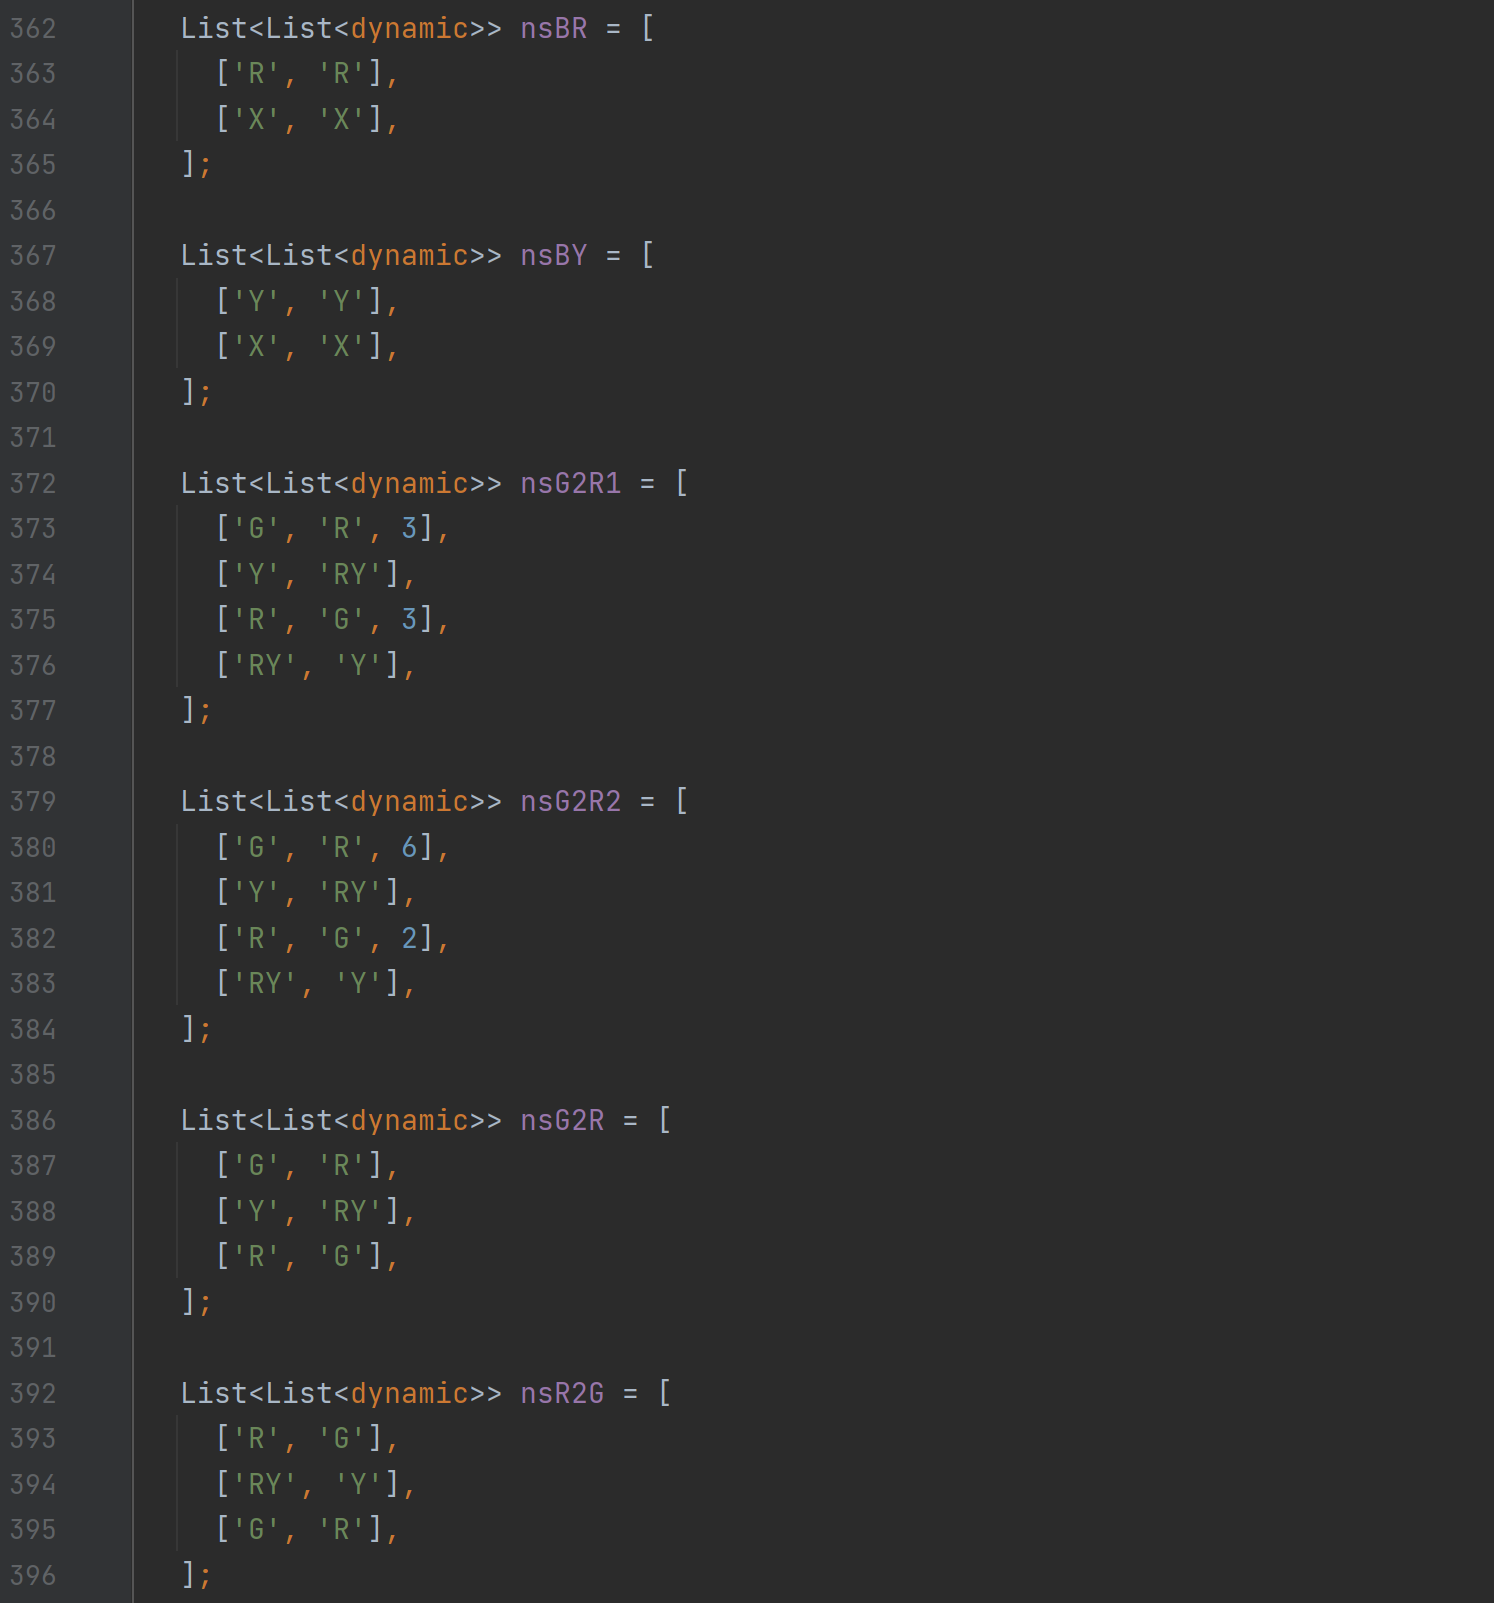 362 List<List<dynamic>> nsBR = [
363 ['R', 'R'],
364 ['X', 'X'],
365 ];
366
367 List<List<dynamic>> nsBY = [
368 ['Y', 'Y'],
369 ['X', 'X'],
370 ];
371
372 List<List<dynamic>> nsG2R1 = [
373 ['G', 'R', 3],
374 ['Y', 'RY'],
375 ['R', 'G', 3],
376 ['RY', 'Y'],
377 ];
378
379 List<List<dynamic>> nsG2R2 = [
380 ['G', 'R', 6],
381 ['Y', 'RY'],
382 ['R', 'G', 2],
383 ['RY', 'Y'],
384 ];
385
386 List<List<dynamic>> nsG2R = [
387 ['G', 'R'],
388 ['Y', 'RY'],
389 ['R', 'G'],
390 ];
391
392 List<List<dynamic>> nsR2G = [
393 ['R', 'G'],
394 ['RY', 'Y'],
395 ['G', 'R'],
396 ];